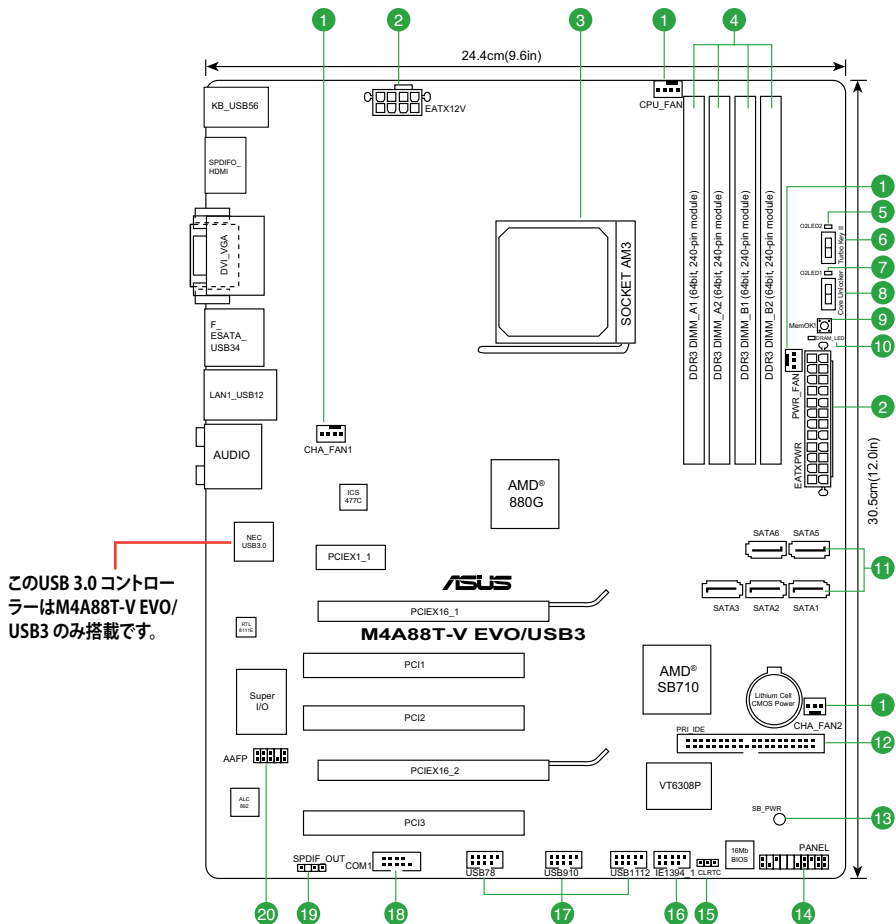 1
2
3
1
4
24.4cm(9.6in)
KB_USB56
EATX12V
CPU_FAN
SPDIFO_
HDMI
DVI_VGA
F_
ESATA_
USB34
LAN1_USB12
AUDIO
SOCKET AM3
DDR3 DIMM_A1 (64bit, 240-pin module)
DDR3 DIMM_A2 (64bit, 240-pin module)
DDR3 DIMM_B1 (64bit, 240-pin module)
DDR3 DIMM_B2 (64bit, 240-pin module)
1
O2LED2
5
Turbo Key II
6
O2LED1
7
Core Unlocker
8
MemOK!
9
DRAM_LED
10
PWR_FAN
2
EATXPWR
30.5cm(12.0in)
CHA_FAN1
ICS
477C
AMD®
880G
NEC
USB3.0
このUSB 3.0 コントロー
ラーはM4A88T-V EVO/
USB3 のみ搭載です。
PCIEX1_1
ASUS
PCIEX16_1
M4A88T-V EVO/USB3
RTL
8111E
SATA6
SATA5
11
SATA3
SATA2
SATA1
PCI1
Super
I/O
PCI2
AMD®
SB710
Lithium Cell
CMOS Power
1
CHA_FAN2
PRI_IDE
12
AAFP
PCIEX16_2
VT6308P
ALC
892
PCI3
SB_PWR
13
SPDIF_OUT
COM1
USB78
USB910
USB1112
IE1394_1
CLRTC
16Mb
BIOS
PANEL
20
19
18
17
16
15
14